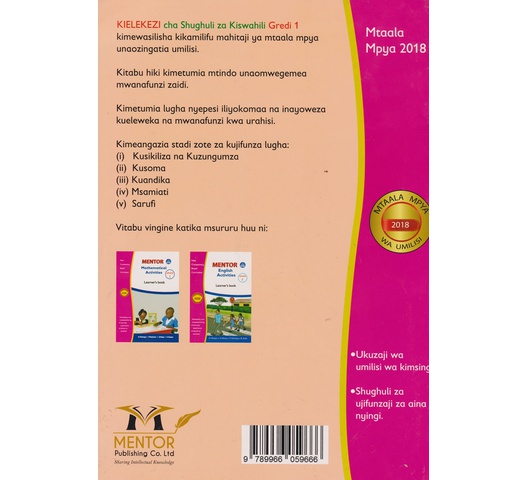 KIELEKEZI cha Shughuli za Kiswahili Gredi 1
kimewasilisha kikamilifu mahitaji ya mtaala mpya
unaozingatia umilisi.
Kitabu hiki kimetumia mtindo unaomwegemea
mwanafunzi zaidi.
Kimetumia lugha nyepesi iliyokomaa na inayoweza
kueleweka na mwanafunzi kwa urahisi.
Kimeangazia stadi zote za kujifunza lugha:
(i) Kusikiliza na Kuzungumza
(ii) Kusoma
(iii) Kuandika
(iv) Msamiati
(v) Sarufi
Vitabu vingine katika msururu huu ni:
MENTOR
Mathematical
Activities
Learner's book
MENTOR
English
Activities
Learner's book
MENTOR
Publishing Co. Ltd
Sharing Intellectual Knowledge
9 789966 059666
Mtaala
Mpya 2018
MTAALA MPYA
2018
WA UMILISI
•Ukuzaji wa
umilisi wa kimsing
•Shughuli za
ujifunzaji za aina
nyingi.